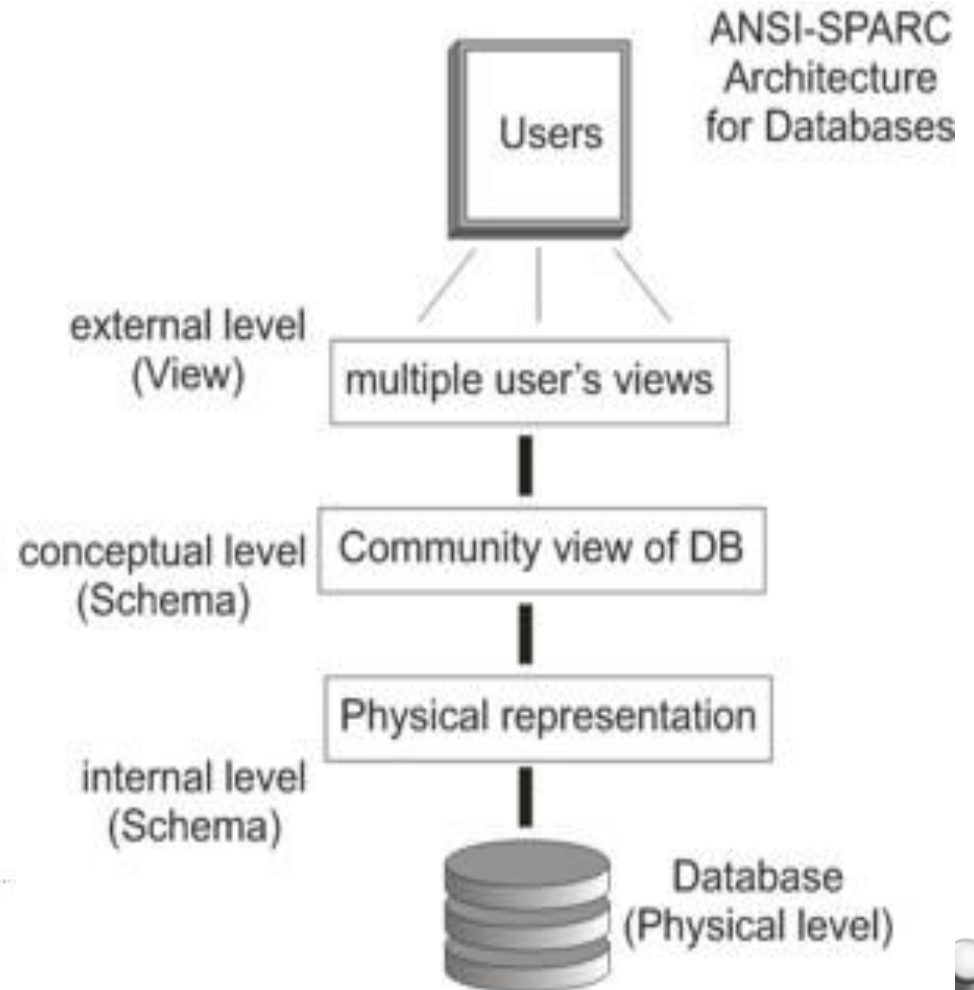 ANSI-SPARC
Architecture
for Databases
Users
external level
(View)
multiple user's views
conceptual level
(Schema)
Community view of DB
Physical representation
internal level
(Schema)
Database
(Physical level)